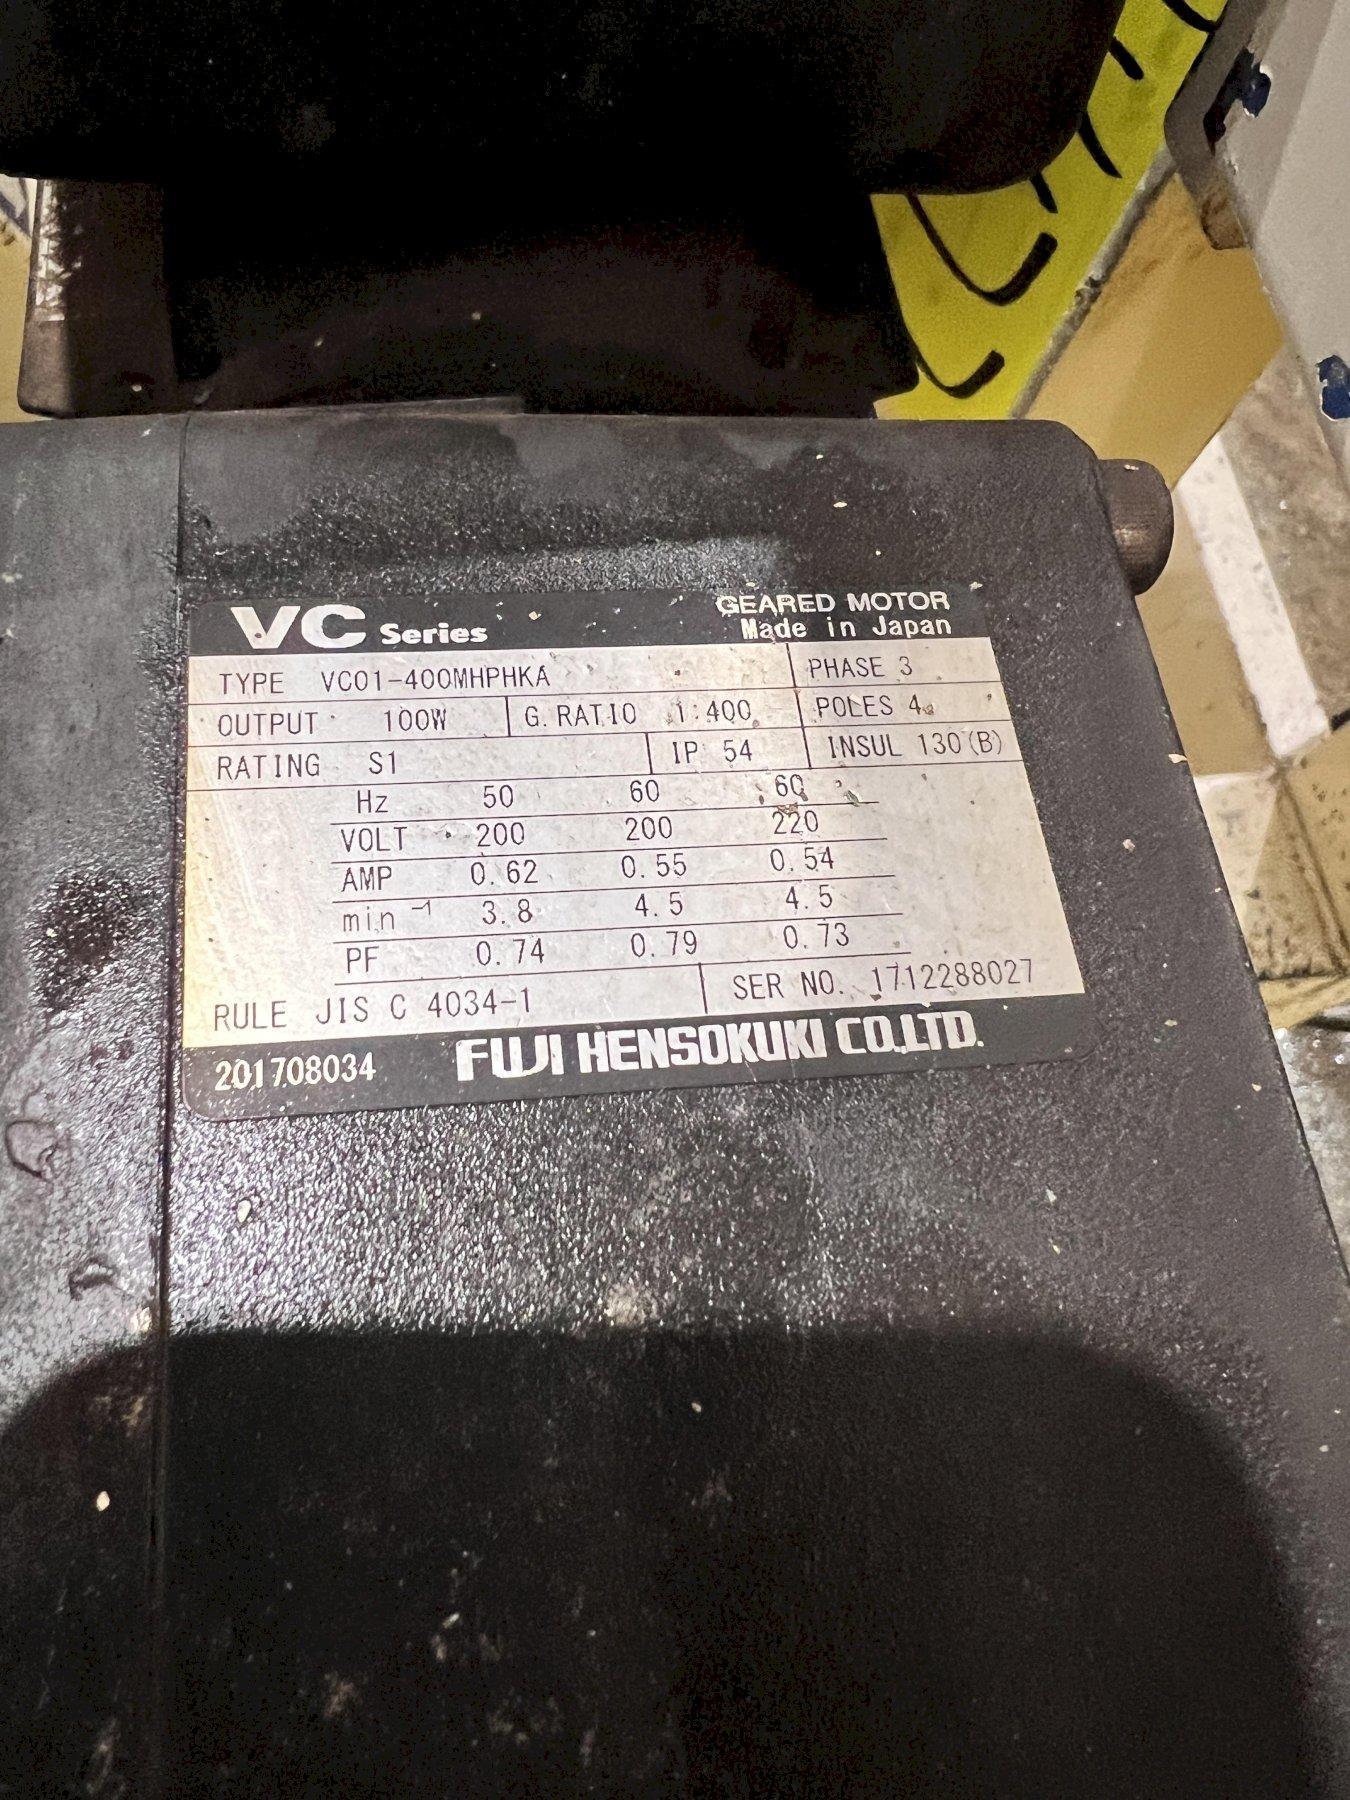 VC Series GEARED MOTOR
Made in Japan
TYPE VC01-400MHPHKA PHASE 3
OUTPUT 100W G.RATIO 1:400 POLES 4
RATING S1 IP 54 INSUL 130(B)
Hz 50 60 60
VOLT 200 200 220
AMP 0.62 0.55 0.54
min⁻¹ 3.8 4.5 4.5
PF 0.74 0.79 0.73
RULE JIS C 4034-1 SER NO. 1712288027
201708034 FUJI HENSOKUKI CO.LTD.